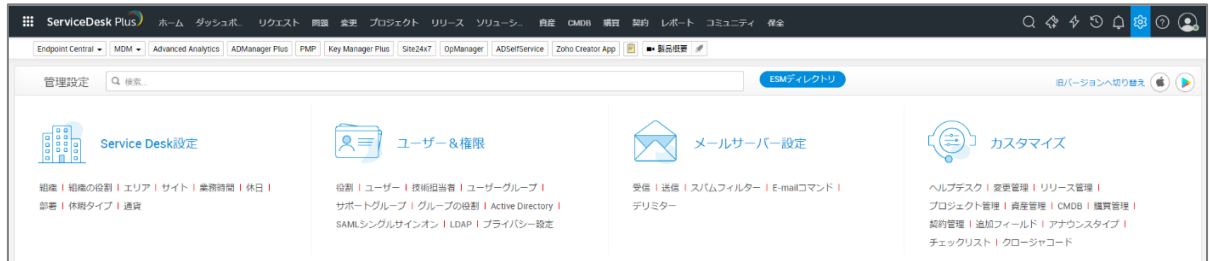 ServiceDesk Plus ホーム ダッシュボ... リクエスト 問題 変更 プロジェクト リリース ソリューシ... 資産 CMDB 購買 契約 レポート コミュニティ 保全
Endpoint Central MDM Advanced Analytics ADManager Plus PMP Key Manager Plus Site24x7 OpManager ADSelfService Zoho Creator App 製品概要
管理設定 検索... ESMディレクトリ 旧バージョンへ切り替え
Service Desk設定 ユーザー＆権限 メールサーバー設定 カスタマイズ
組織 | 組織の役割 | エリア | サイト | 業務時間 | 休日 |
部署 | 休暇タイプ | 通貨
役割 | ユーザー | 技術担当者 | ユーザーグループ |
サポートグループ | グループの役割 | Active Directory |
SAMLシングルサインオン | LDAP | プライバシー設定
受信 | 送信 | スパムフィルター | E-mailコマンド |
デリミター
ヘルプデスク | 変更管理 | リリース管理 |
プロジェクト管理 | 資産管理 | CMDB | 購買管理 |
契約管理 | 追加フィールド | アナウンスタイプ |
チェックリスト | クロージャコード